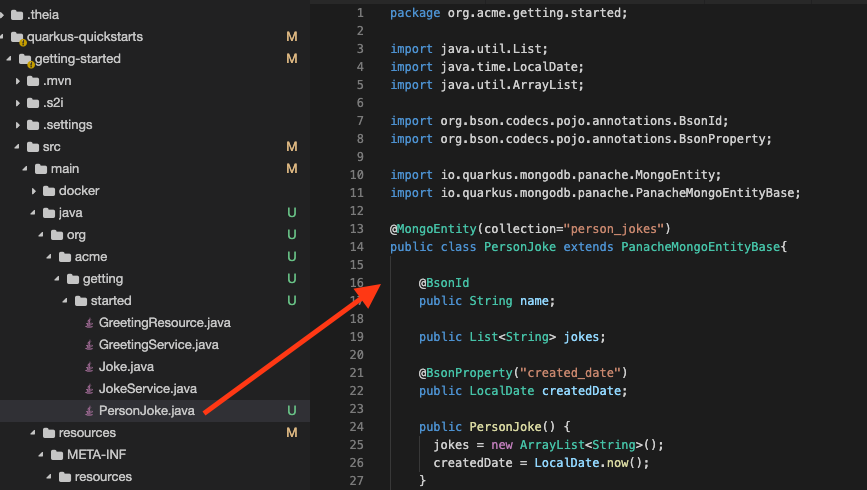 .theia
quarkus-quickstarts M
getting-started M
.mvn
.s2i
.settings
src M
main M
docker
java U
org U
acme U
getting U
started U
GreetingResource.java
GreetingService.java
Joke.java
JokeService.java
PersonJoke.java U
resources M
META-INF
resources
1 package org.acme.getting.started;
2
3 import java.util.List;
4 import java.time.LocalDate;
5 import java.util.ArrayList;
6
7 import org.bson.codecs.pojo.annotations.BsonId;
8 import org.bson.codecs.pojo.annotations.BsonProperty;
9
10 import io.quarkus.mongodb.panache.MongoEntity;
11 import io.quarkus.mongodb.panache.PanacheMongoEntityBase;
12
13 @MongoEntity(collection="person_jokes")
14 public class PersonJoke extends PanacheMongoEntityBase{
15
16 @BsonId
17 public String name;
18
19 public List<String> jokes;
20
21 @BsonProperty("created_date")
22 public LocalDate createdDate;
23
24 public PersonJoke() {
25 jokes = new ArrayList<String>();
26 createdDate = LocalDate.now();
27 }